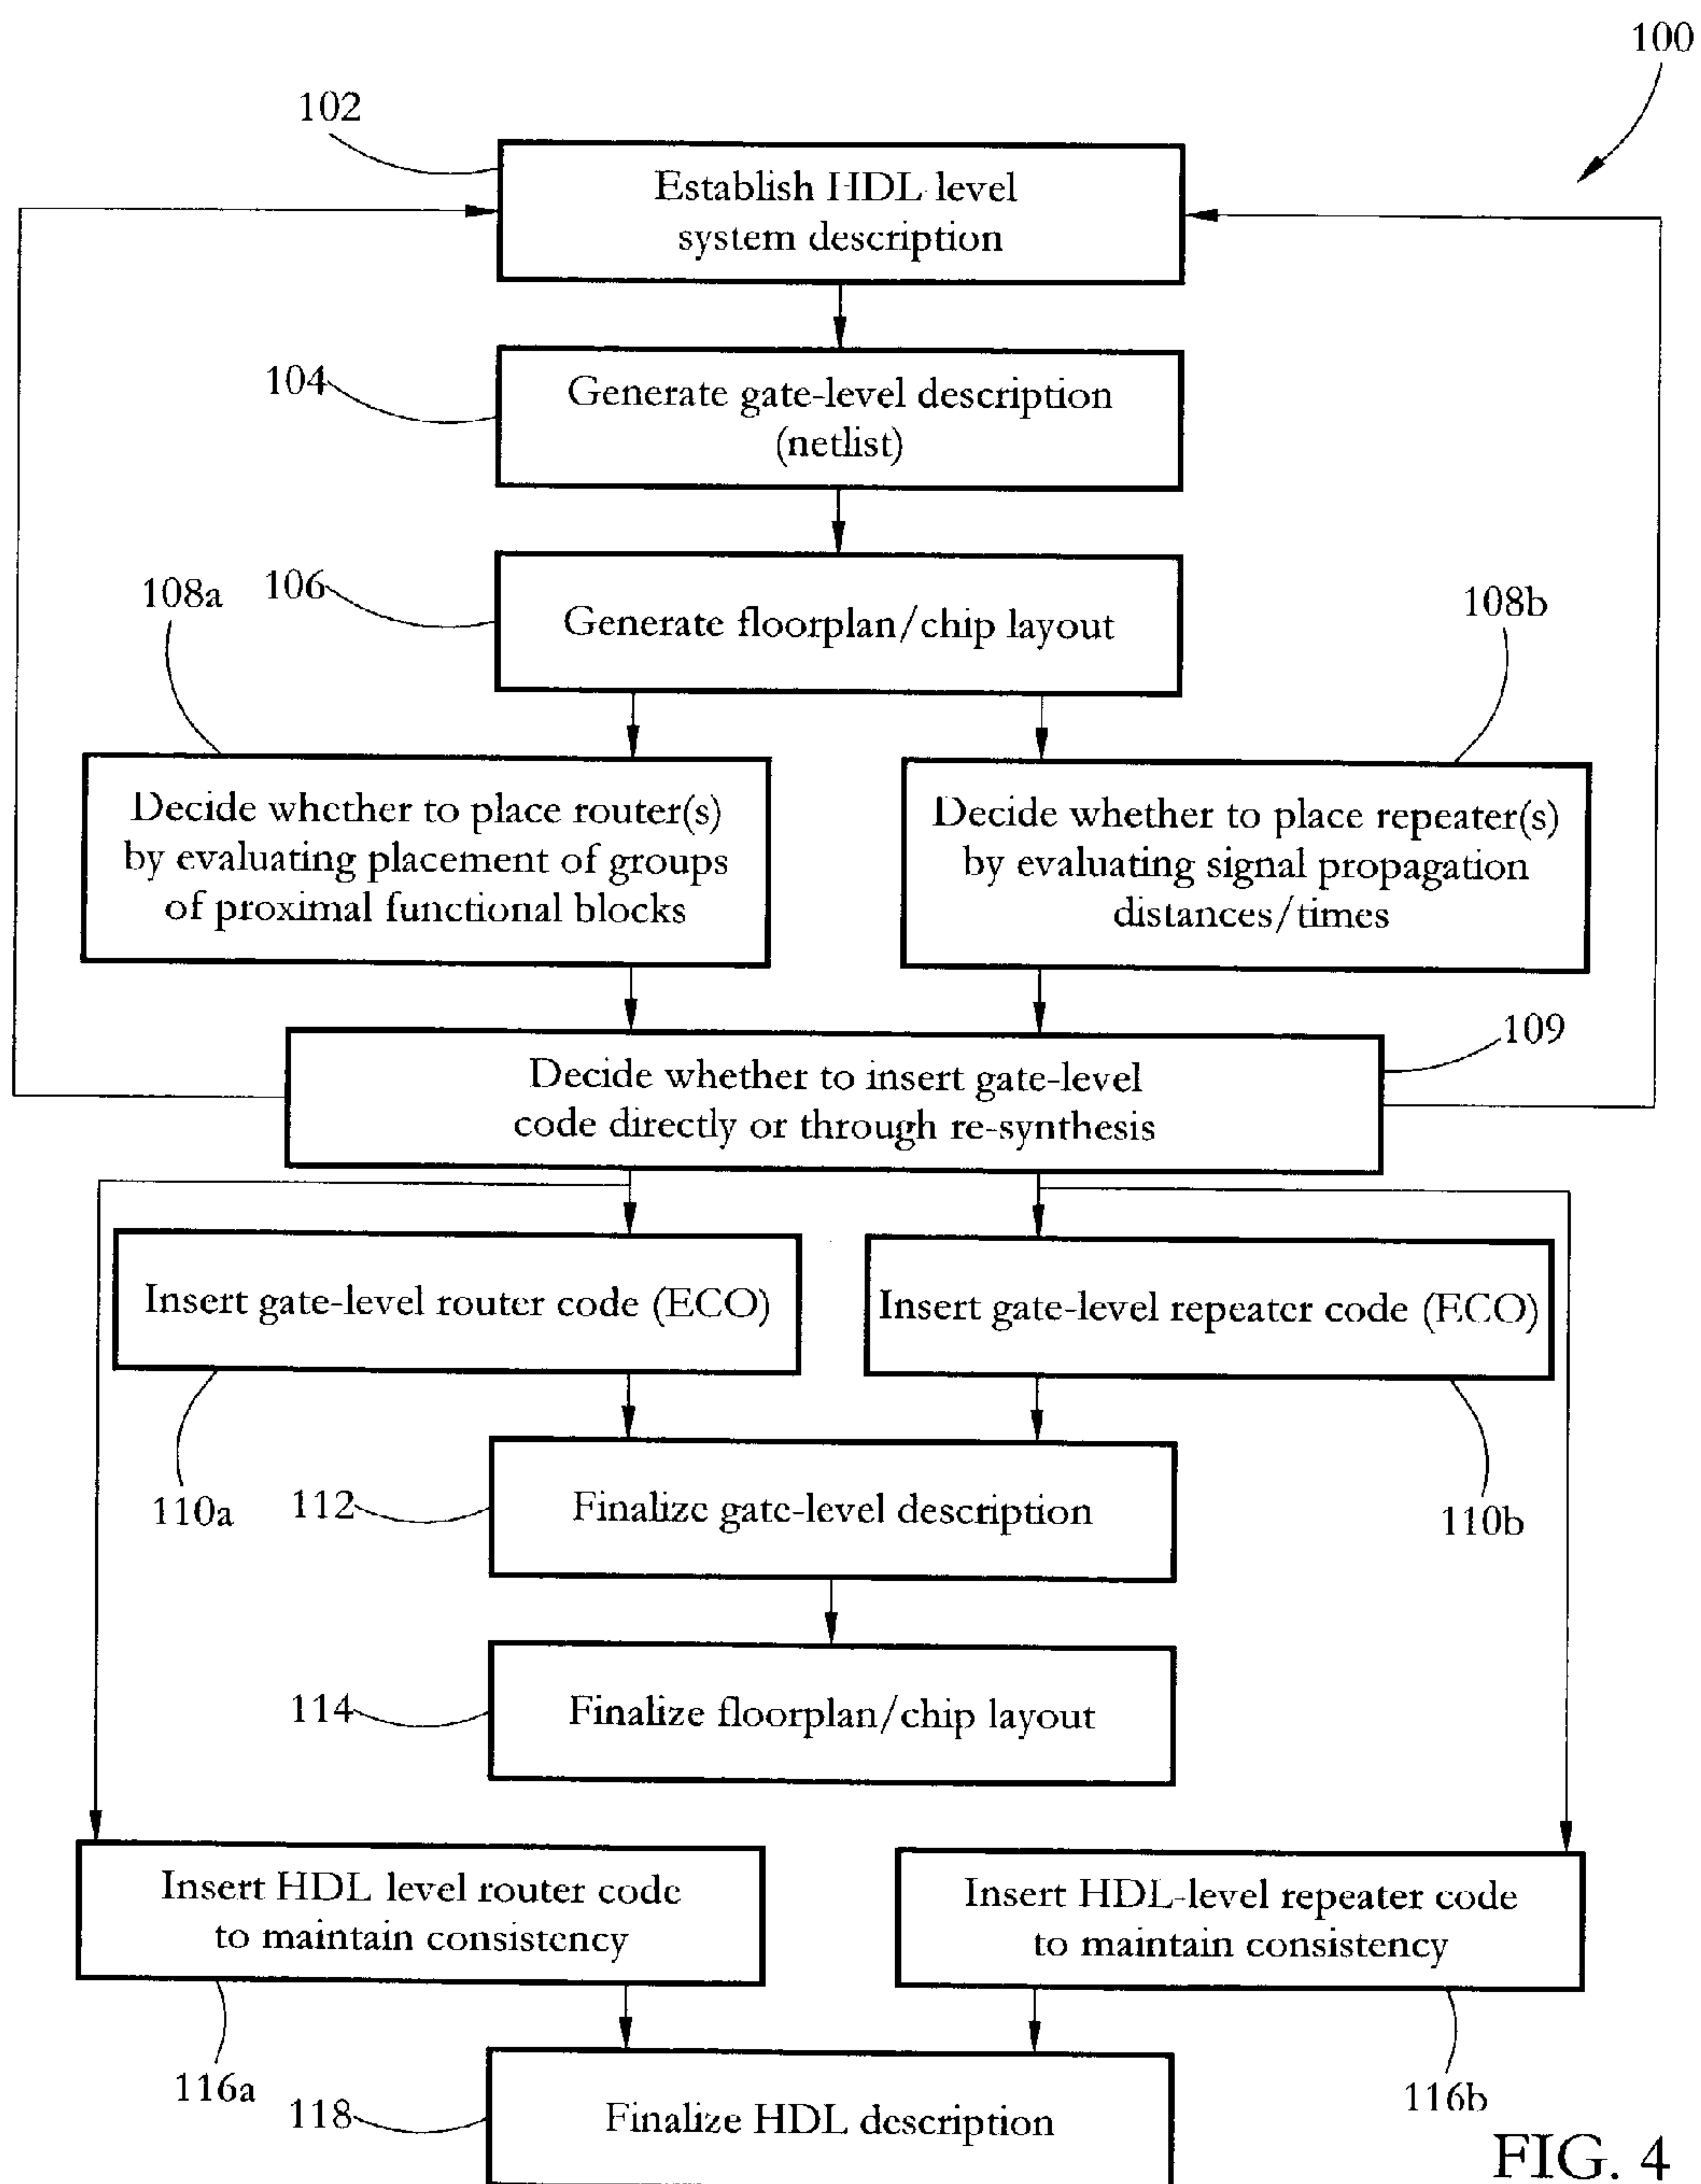 100
102
Establish HDL level
system description
104
Generate gate-level description
(netlist)
106
Generate floorplan/chip layout
108a
108b
Decide whether to place router(s)
by evaluating placement of groups
of proximal functional blocks
Decide whether to place repeater(s)
by evaluating signal propagation
distances/times
109
Decide whether to insert gate-level
code directly or through re-synthesis
Insert gate-level router code (ECO)
Insert gate-level repeater code (ECO)
110a
112
Finalize gate-level description
110b
114
Finalize floorplan/chip layout
Insert HDL level router code
to maintain consistency
Insert HDL-level repeater code
to maintain consistency
116a
118
Finalize HDL description
116b
FIG. 4